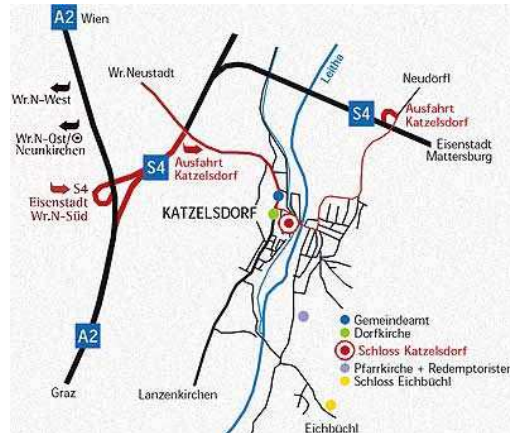 A2 Wien
Wr.Neustadt
Leitha
Neudörfl
Wr.N-West
S4
Ausfahrt
Katzelsdorf
Wr.N-Ost/
Neunkirchen
S4
Ausfahrt
Katzelsdorf
Eisenstadt
Mattersburg
S4
Eisenstadt
Wr.N-Süd
KATZELSDORF
Gemeindeamt
Dorfkirche
Schloss Katzelsdorf
Pfarrkirche + Redemptoristen
Schloss Eichbüchl
A2
Graz
Lanzenkirchen
Eichbüchl